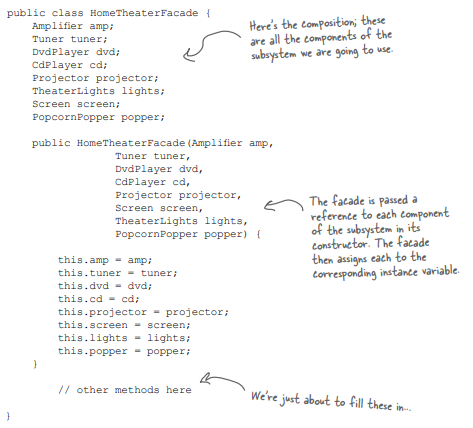 public class HomeTheaterFacade {
Amplifier amp;
Tuner tuner;
DvdPlayer dvd;
CdPlayer cd;
Projector projector;
TheaterLights lights;
Screen screen;
PopcornPopper popper;
Here's the composition; these
are all the components of the
subsystem we are going to use.
public HomeTheaterFacade(Amplifier amp,
Tuner tuner,
DvdPlayer dvd,
CdPlayer cd,
Projector projector,
Screen screen,
TheaterLights lights,
PopcornPopper popper) {
The facade is passed a
reference to each component
of the subsystem in its
constructor. The facade
then assigns each to the
corresponding instance variable.
this.amp = amp;
this.tuner = tuner;
this.dvd = dvd;
this.cd = cd;
this.projector = projector;
this.screen = screen;
this.lights = lights;
this.popper = popper;
}
// other methods here
We're just about to fill these in...
}